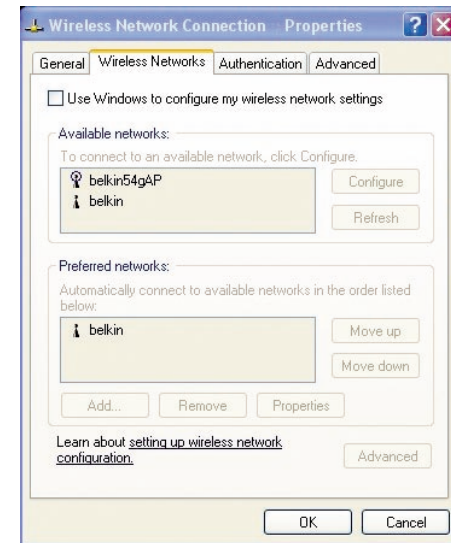 Wireless Network Connection Properties
General Wireless Networks Authentication Advanced
Use Windows to configure my wireless network settings
Available networks:
To connect to an available network, click Configure.
belkin54gAP
belkin
Configure
Refresh
Preferred networks:
Automatically connect to available networks in the order listed
below:
belkin
Move up
Move down
Add... Remove Properties
Learn about setting up wireless network
configuration.
Advanced
OK Cancel